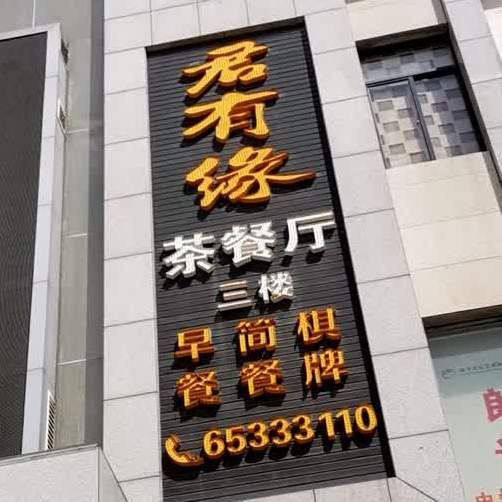 君有缘
茶餐厅
三楼
早餐 简餐 棋牌
65333110